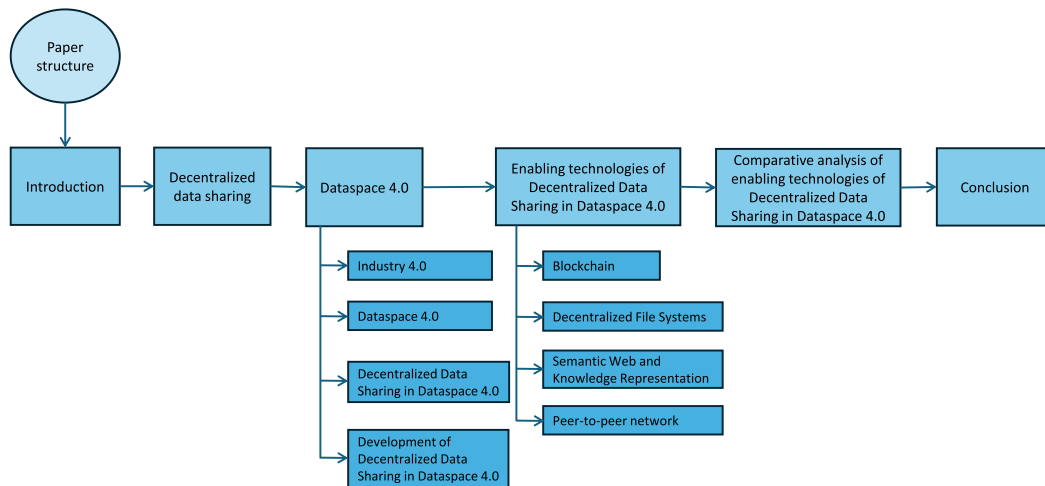 Paper
structure
Introduction
Decentralized
data sharing
Dataspace 4.0
Enabling technologies of
Decentralized Data
Sharing in Dataspace 4.0
Comparative analysis of
enabling technologies of
Decentralized Data
Sharing in Dataspace 4.0
Conclusion
Industry 4.0
Dataspace 4.0
Decentralized Data
Sharing in Dataspace 4.0
Development of
Decentralized Data
Sharing in Dataspace 4.0
Blockchain
Decentralized File Systems
Semantic Web and
Knowledge Representation
Peer-to-peer network